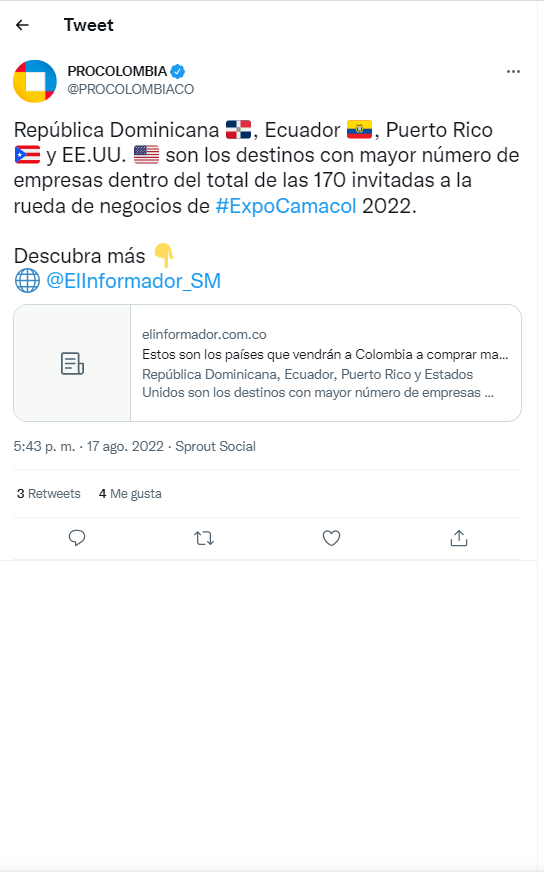 Tweet
PROCOLOMBIA
@PROCOLOMBIACO
República Dominicana 🇩🇴, Ecuador 🇪🇨, Puerto Rico
🇵🇷 y EE.UU. 🇺🇸 son los destinos con mayor número de
empresas dentro del total de las 170 invitadas a la
rueda de negocios de #ExpoCamacol 2022.
Descubra más 👇
🌐 @ElInformador_SM
elinformador.com.co
Estos son los países que vendrán a Colombia a comprar ma...
República Dominicana, Ecuador, Puerto Rico y Estados
Unidos son los destinos con mayor número de empresas ...
5:43 p. m. · 17 ago. 2022 · Sprout Social
3 Retweets 4 Me gusta